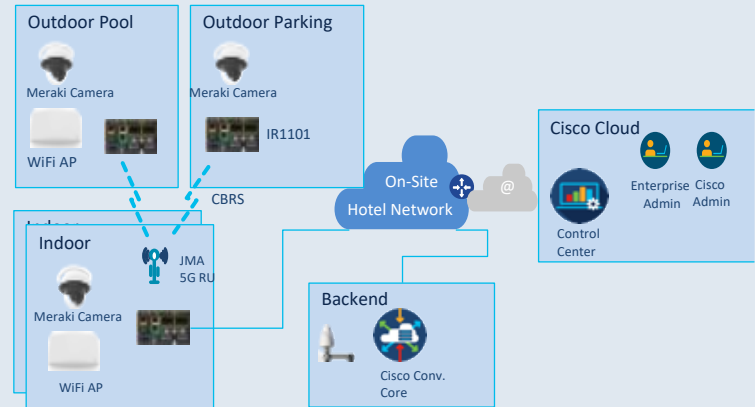 Outdoor Pool
Meraki Camera
WiFi AP
Outdoor Parking
Meraki Camera
IR1101
CBRS
Indoor
JMA
5G RU
Meraki Camera
WiFi AP
On-Site
Hotel Network
@
Backend
Cisco Conv.
Core
Cisco Cloud
Control
Center
Enterprise
Admin
Cisco
Admin